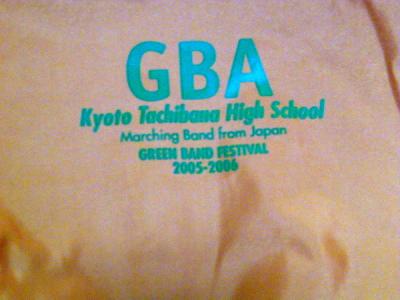 GBA
Kyoto Tachibana High School
Marching Band from Japan
GREEN BAND FESTIVAL
2005-2006